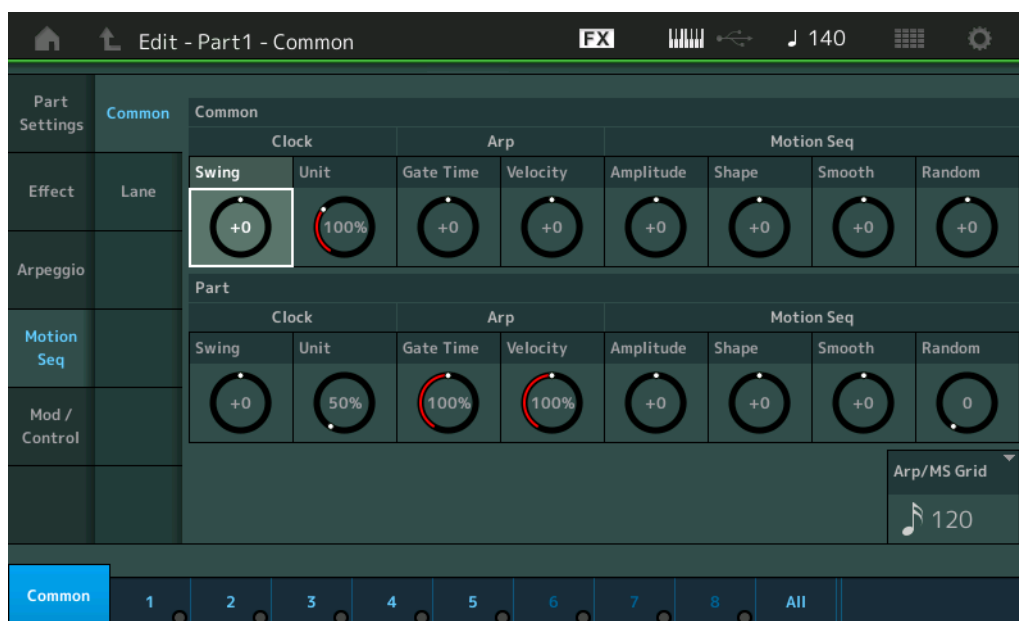 Edit - Part1 - Common
FX
140
Part
Settings
Effect
Arpeggio
Motion
Seq
Mod /
Control
Common
Lane
Common
Clock Arp Motion Seq
Swing Unit Gate Time Velocity Amplitude Shape Smooth Random
+0 100% +0 +0 +0 +0 +0 +0
Part
Clock Arp Motion Seq
Swing Unit Gate Time Velocity Amplitude Shape Smooth Random
+0 50% 100% 100% +0 +0 +0 0
Arp/MS Grid
120
Common 1 2 3 4 5 6 7 8 All